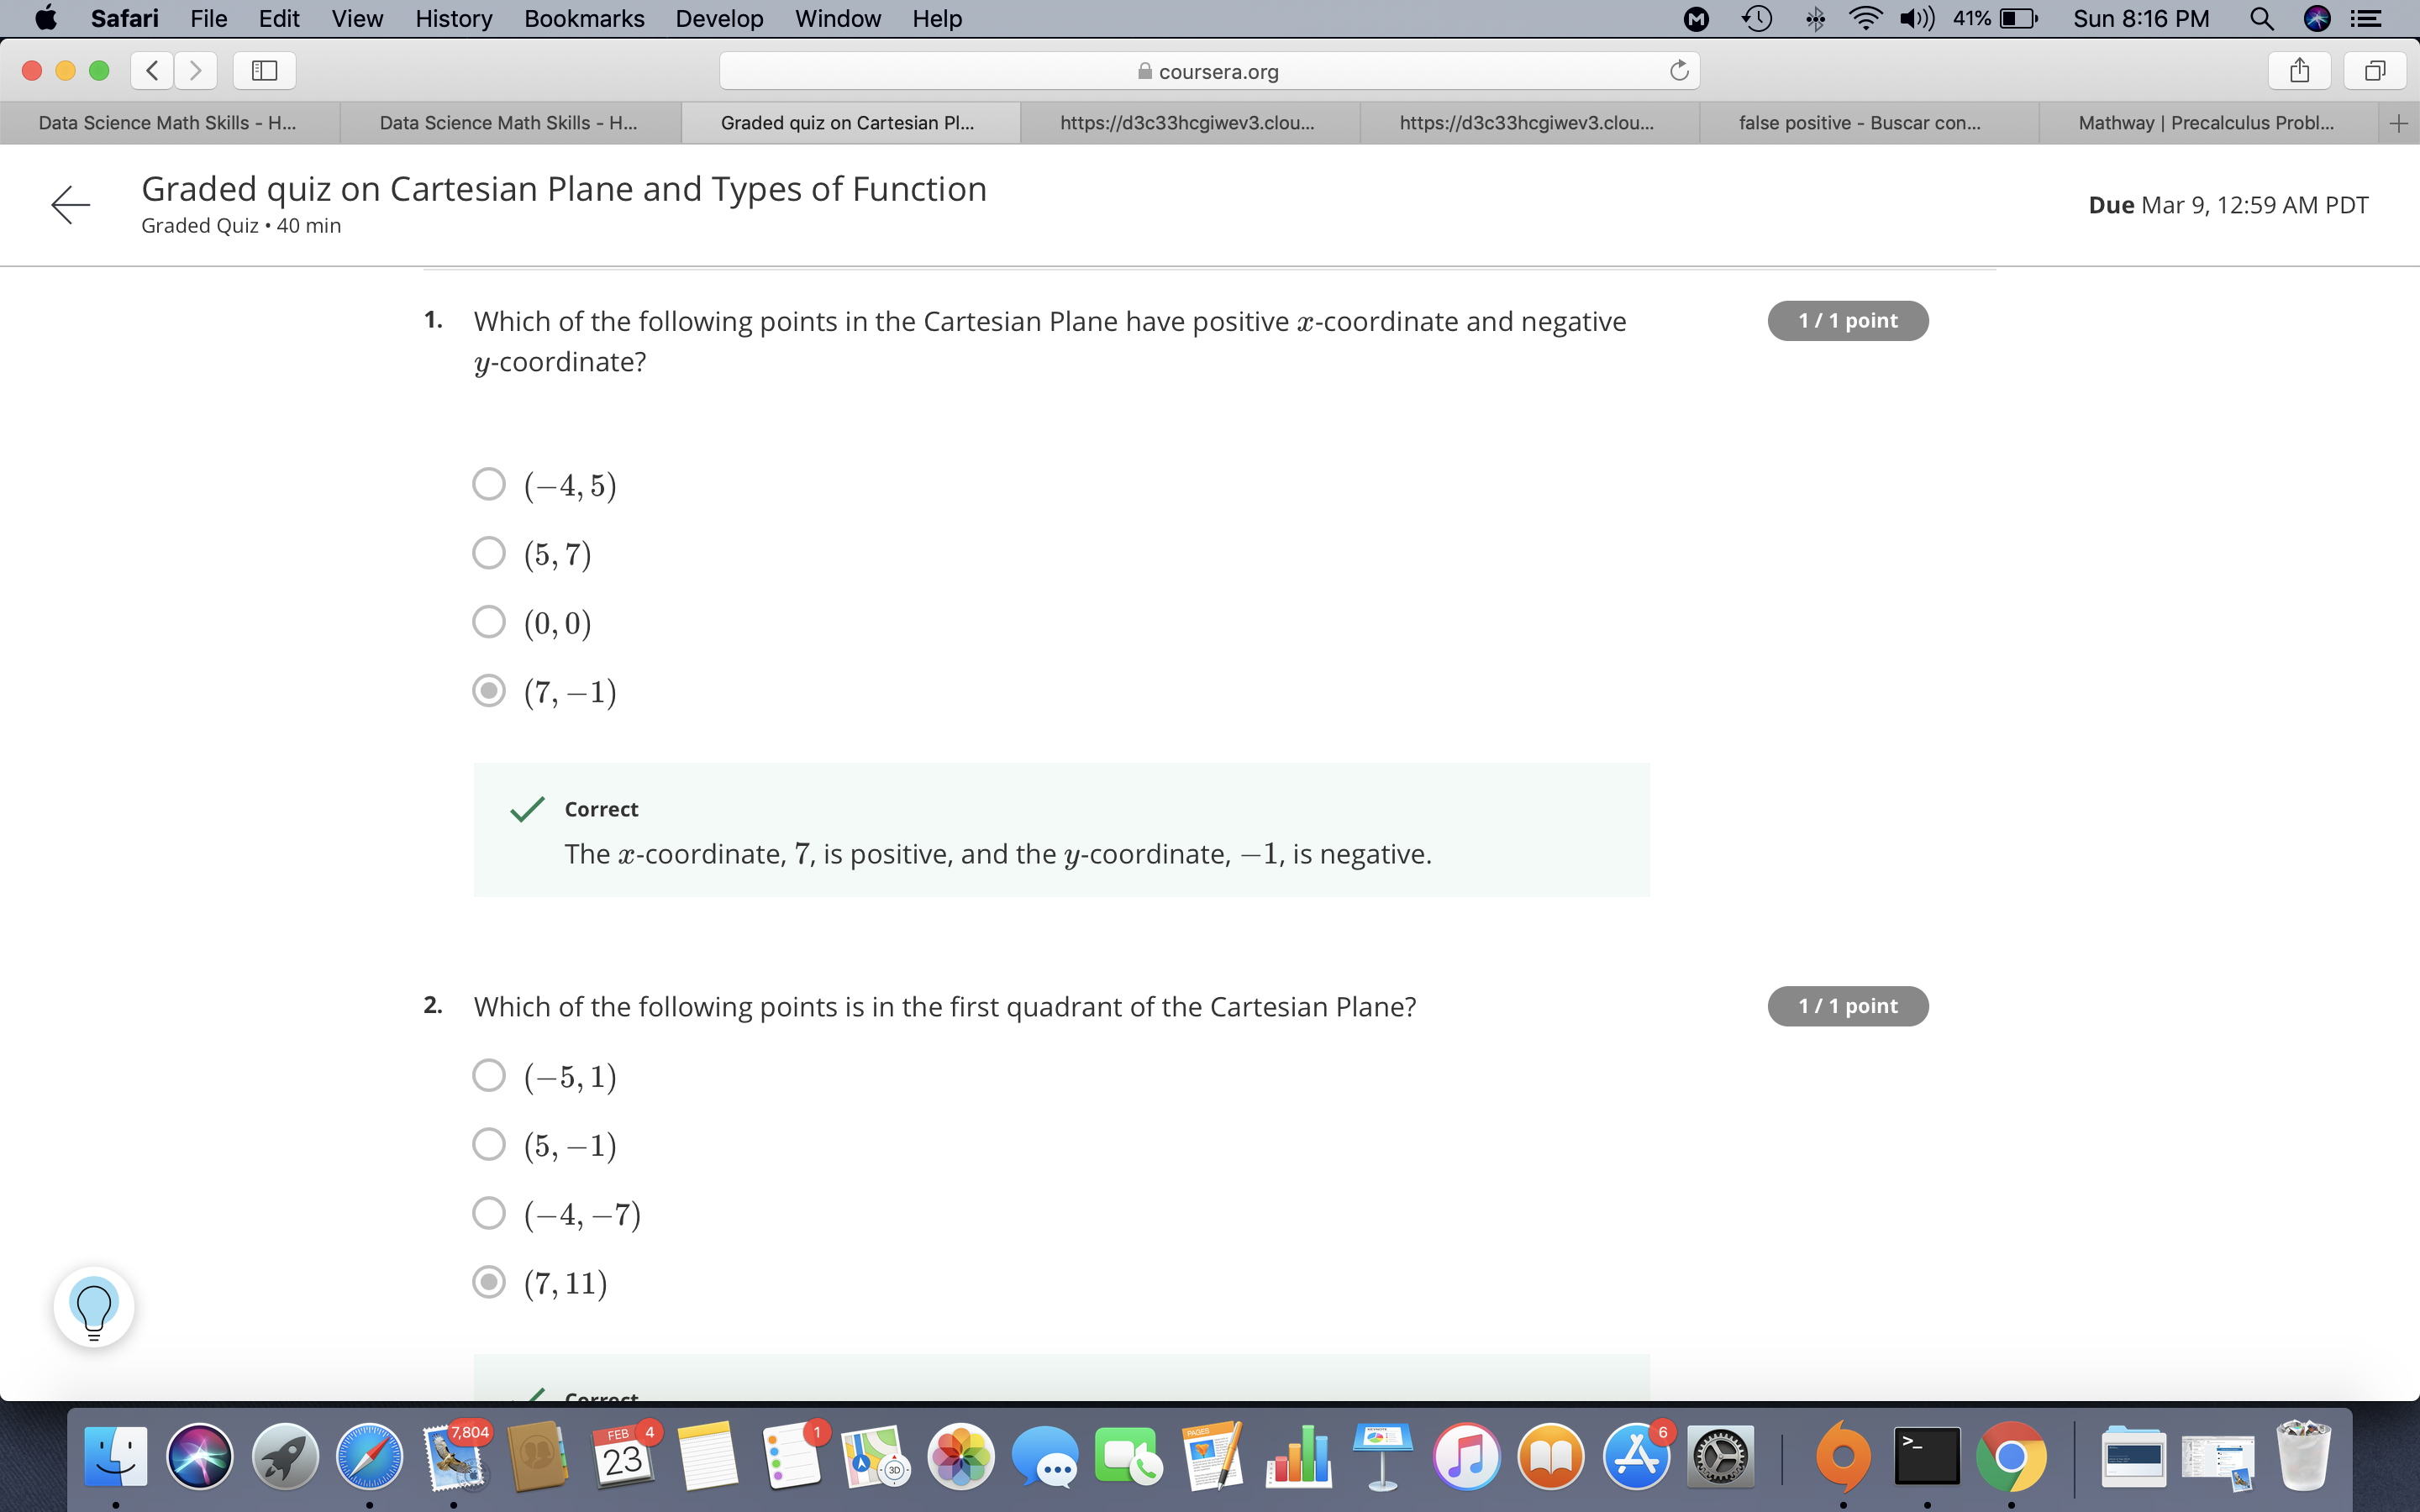 Safari File Edit View History Bookmarks Develop Window Help 41% Sun 8:16 PM
coursera.org
Data Science Math Skills - H... Data Science Math Skills - H... Graded quiz on Cartesian Pl... https://d3c33hcgiwev3.clou... https://d3c33hcgiwev3.clou... false positive - Buscar con... Mathway | Precalculus Probl...
Graded quiz on Cartesian Plane and Types of Function
Graded Quiz • 40 min
Due Mar 9, 12:59 AM PDT
1. Which of the following points in the Cartesian Plane have positive x-coordinate and negative
y-coordinate?
1 / 1 point
(−4, 5)
(5, 7)
(0, 0)
(7, −1)
Correct
The x-coordinate, 7, is positive, and the y-coordinate, −1, is negative.
2. Which of the following points is in the first quadrant of the Cartesian Plane?
1 / 1 point
(−5, 1)
(5, −1)
(−4, −7)
(7, 11)
Correct
7,804 FEB 23 4 1 3D PAGES 6 >_